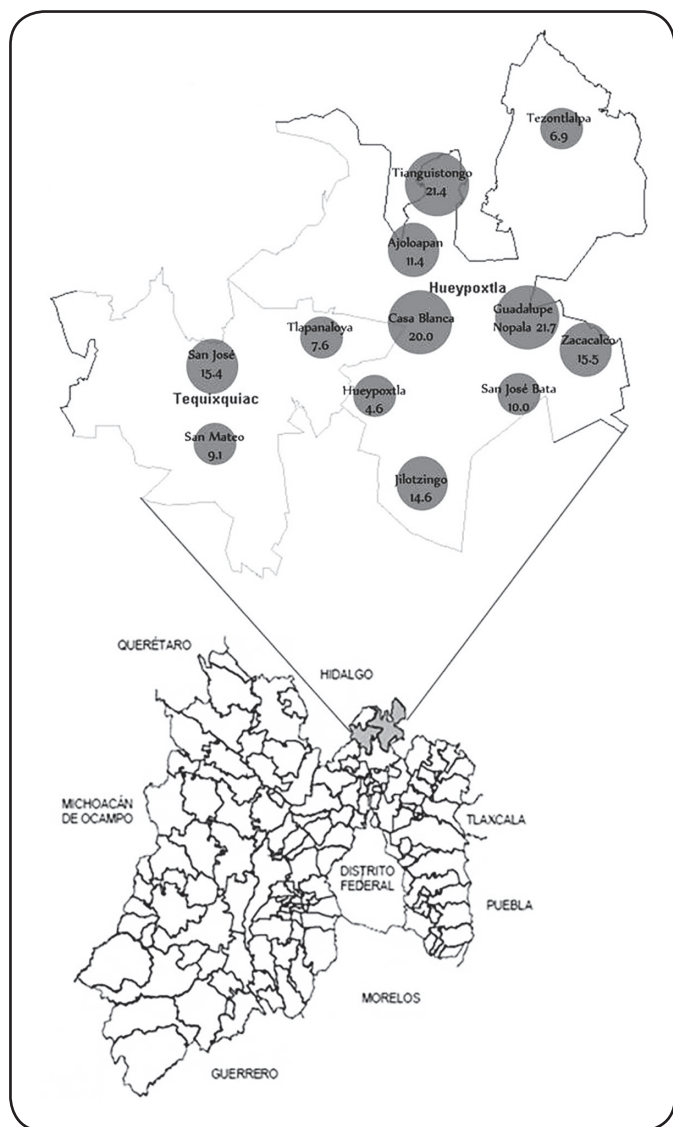 Tezontlalpa
6.9
Tianguistongo
21.4
Ajoloapan
11.4
Hueypoxtla
Casa Blanca
20.0
Guadalupe
Nopala 21.7
Zacacalco
15.5
Tlapanaloya
7.6
San José
15.4
Tequixquiac
Hueypoxtla
4.6
San José Bata
10.0
San Mateo
9.1
Jilotzingo
14.6
QUERÉTARO
HIDALGO
MICHOACÁN
DE OCAMPO
TLAXCALA
DISTRITO
FEDERAL
PUEBLA
MORELOS
GUERRERO